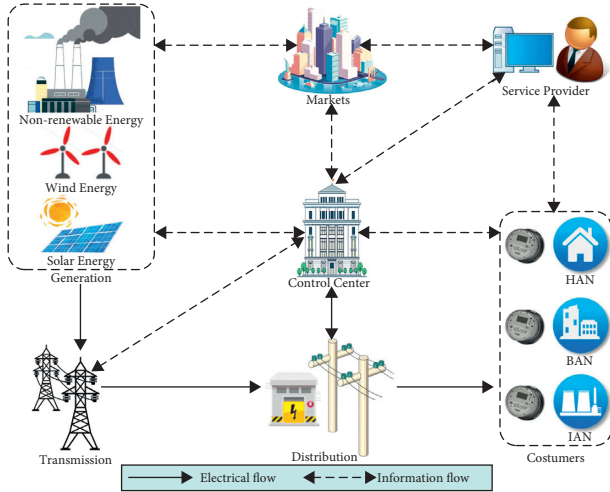 Markets
Service Provider
Non-renewable Energy
Wind Energy
Solar Energy
Generation
Control Center
HAN
BAN
IAN
Transmission
Distribution
Costumers
Electrical flow
Information flow